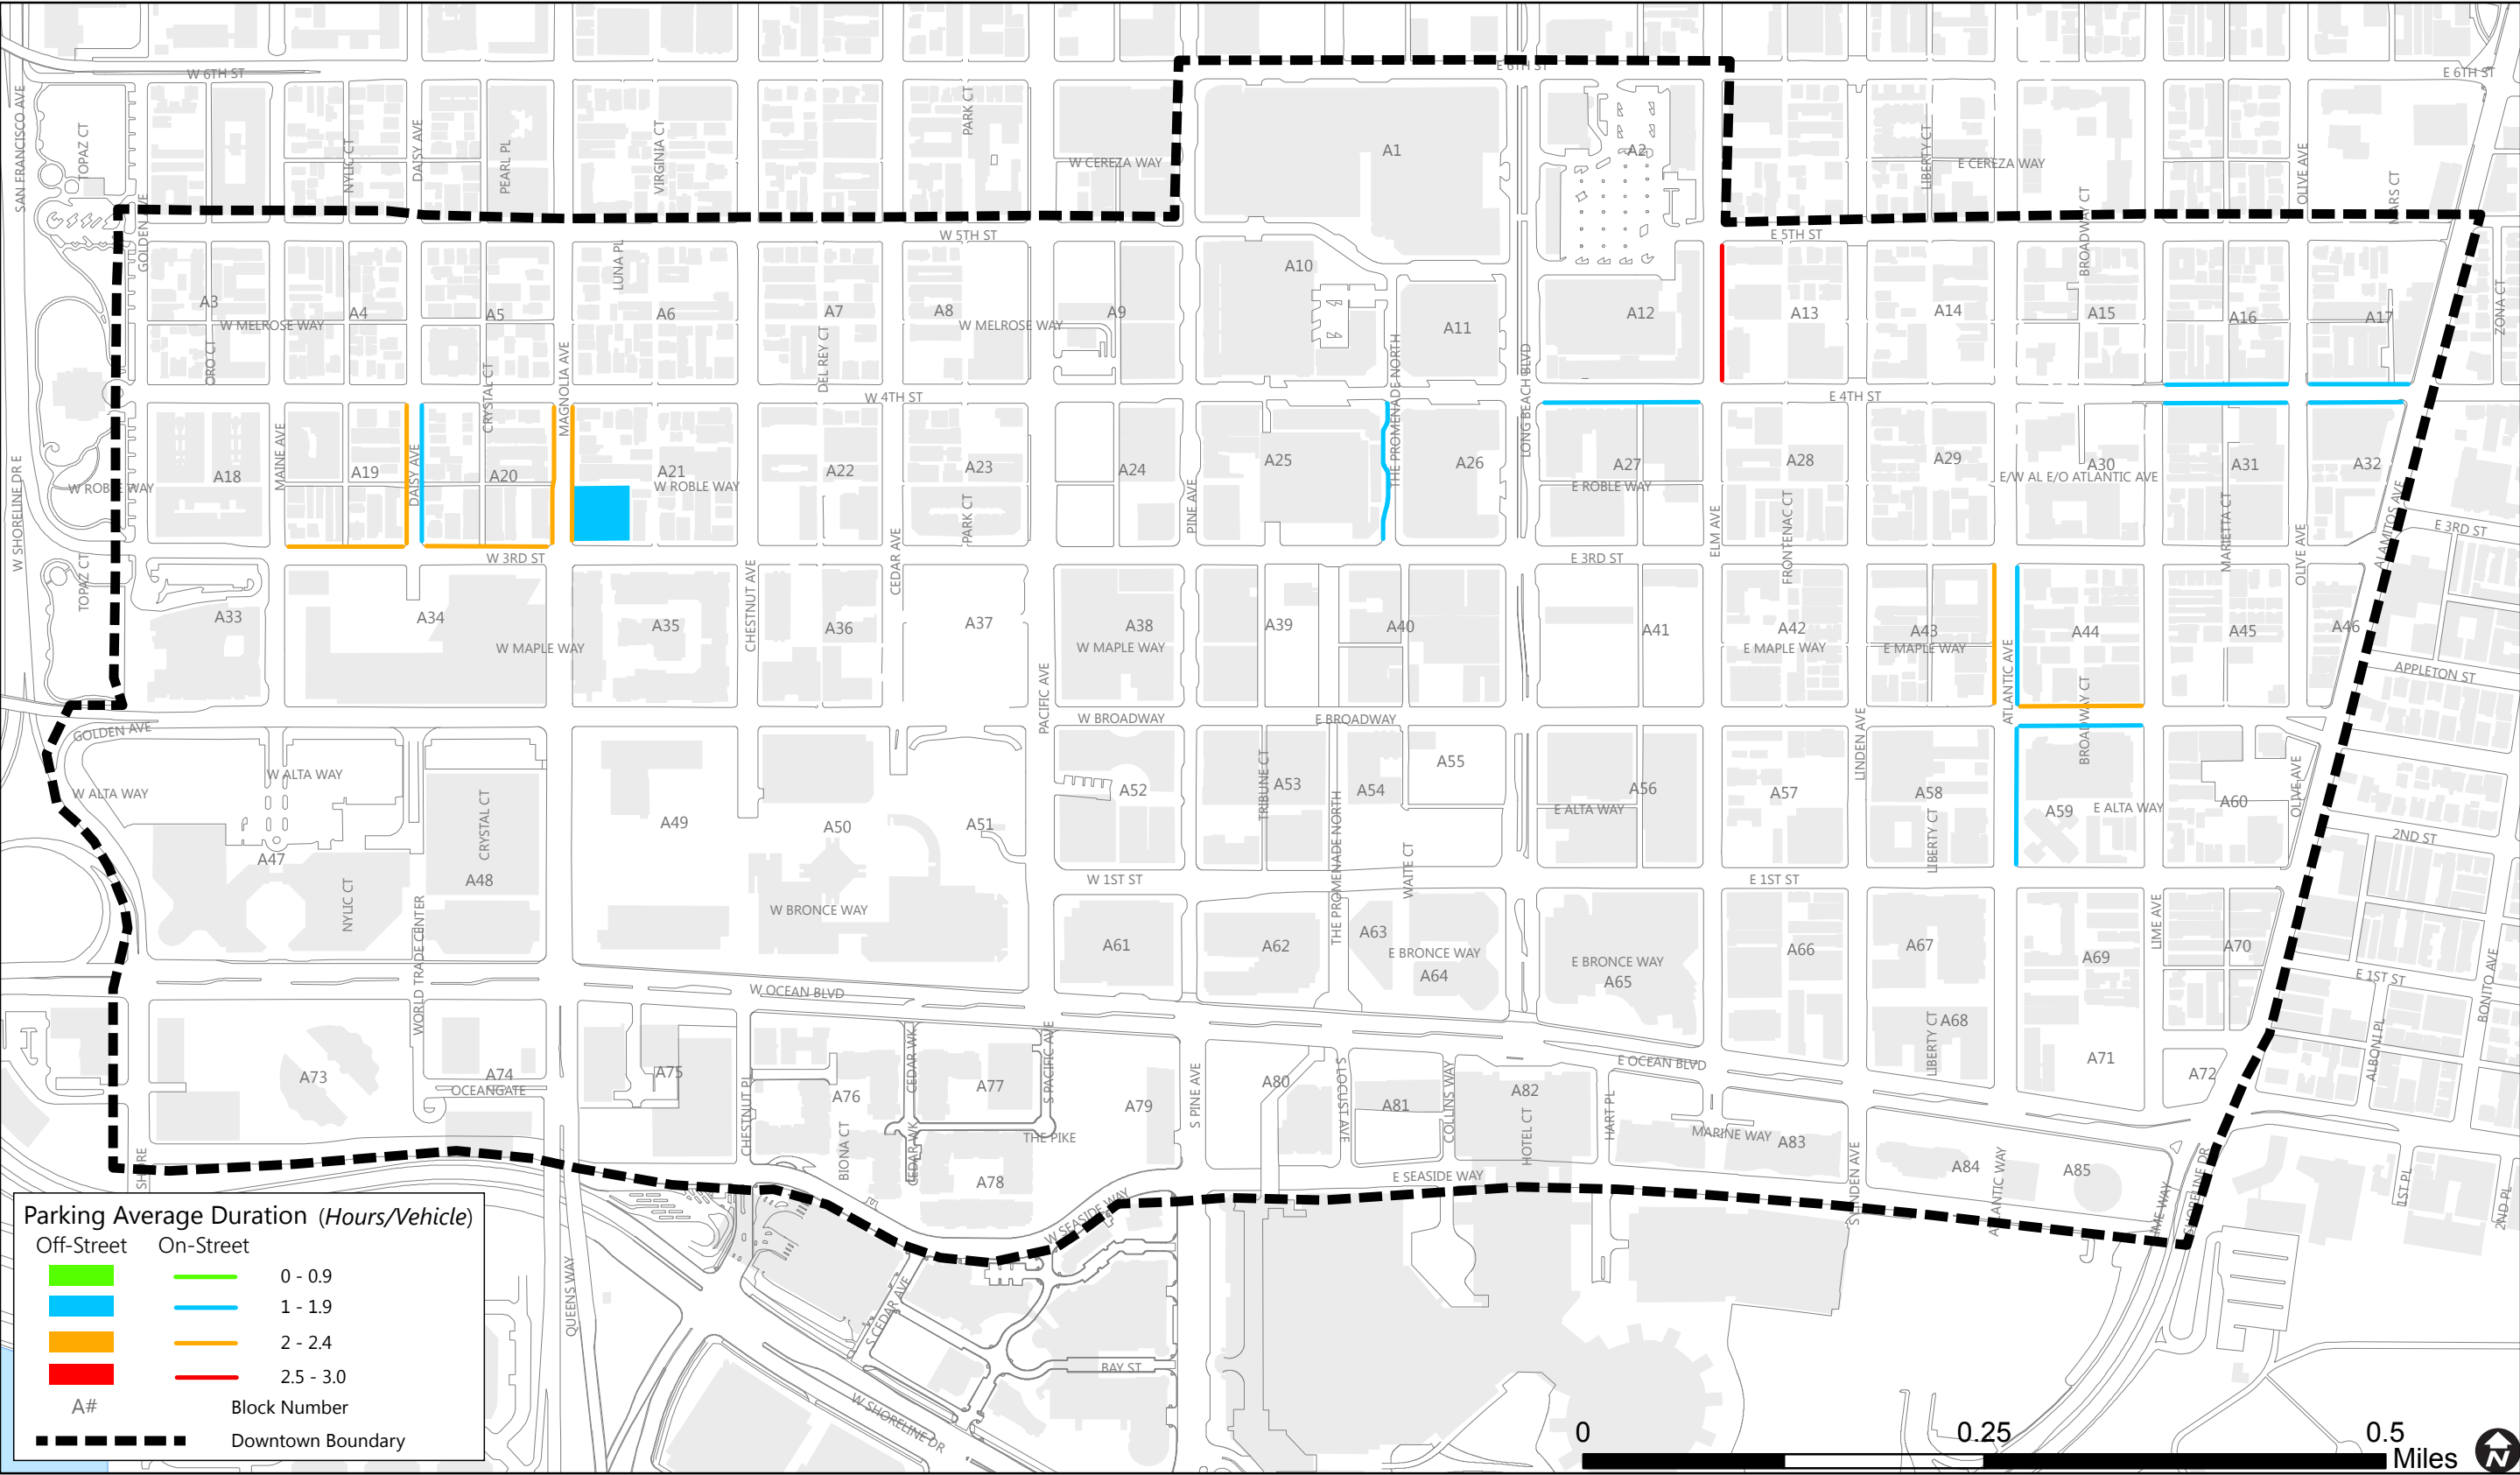 W 6TH ST
E 6TH ST
E 6TH ST
SAN FRANCISCO AVE
TOPAZ CT
NYLIC CT
DAISY AVE
PEARL PL
VIRGINIA CT
PARK CT
W CEREZA WAY
A1
A2
LIBERTY CT
E CEREZA WAY
BROADWAY CT
OLIVE AVE
MARS CT
GOLDEN AVE
LUNA PL
W 5TH ST
E 5TH ST
A3
A4
A5
A6
A7
A8
A9
A10
A11
A12
A13
A14
A15
A16
A17
ZONA CT
W MELROSE WAY
W MELROSE WAY
ORO CT
CRYSTAL CT
MAGNOLIA AVE
DEL REY CT
THE PROMENADE NORTH
LONG BEACH BLVD
W 4TH ST
E 4TH ST
W SHORELINE DR E
W ROBLE WAY
A18
MAINE AVE
A19
DAISY AVE
A20
A21
W ROBLE WAY
A22
A23
PARK CT
A24
PINE AVE
A25
A26
A27
E ROBLE WAY
ELM AVE
A28
FRONTENAC CT
A29
A30
E/W AL E/O ATLANTIC AVE
A31
MARIETTA CT
A32
OLIVE AVE
ALAMITOS AVE
E 3RD ST
W 3RD ST
E 3RD ST
TOPAZ CT
A33
A34
W MAPLE WAY
A35
CHESTNUT AVE
A36
CEDAR AVE
A37
PACIFIC AVE
A38
W MAPLE WAY
A39
A40
A41
A42
E MAPLE WAY
A43
E MAPLE WAY
ATLANTIC AVE
A44
BROADWAY CT
A45
A46
APPLETON ST
GOLDEN AVE
W BROADWAY
E BROADWAY
LINDEN AVE
W ALTA WAY
W ALTA WAY
A47
NYLIC CT
WORLD TRADE CENTER
CRYSTAL CT
A48
A49
A50
W BRONCE WAY
A51
A52
TRIBUNE CT
A53
THE PROMENADE NORTH
A54
A55
WAITE CT
A56
E ALTA WAY
A57
A58
LIBERTY CT
A59
E ALTA WAY
A60
OLIVE AVE
2ND ST
W 1ST ST
E 1ST ST
A61
A62
A63
E BRONCE WAY
A64
E BRONCE WAY
A65
A66
A67
A68
LIBERTY CT
A69
LIME AVE
A70
E 1ST ST
BONITO AVE
ALBONI PL
W OCEAN BLVD
E OCEAN BLVD
A71
A72
A73
A74
OCEANGATE
A75
CHESTNUT PL
A76
BIONA CT
CEDAR WK
CEDAR WK
A77
S PACIFIC AVE
THE PIKE
A78
A79
S PINE AVE
A80
S LOCUST AVE
A81
COLLINS WAY
A82
HOTEL CT
HART PL
MARINE WAY
A83
S LINDEN AVE
A84
ATLANTIC WAY
A85
LIME WAY
SHORELINE DR
1ST PL
2ND PL
E SEASIDE WAY
W SEASIDE WAY
SHORE
QUEENS WAY
S CEDAR AVE
BAY ST
W SHORELINE DR
Parking Average Duration (Hours/Vehicle)
Off-Street On-Street
0 - 0.9
1 - 1.9
2 - 2.4
2.5 - 3.0
A# Block Number
Downtown Boundary
0 0.25 0.5
Miles
N